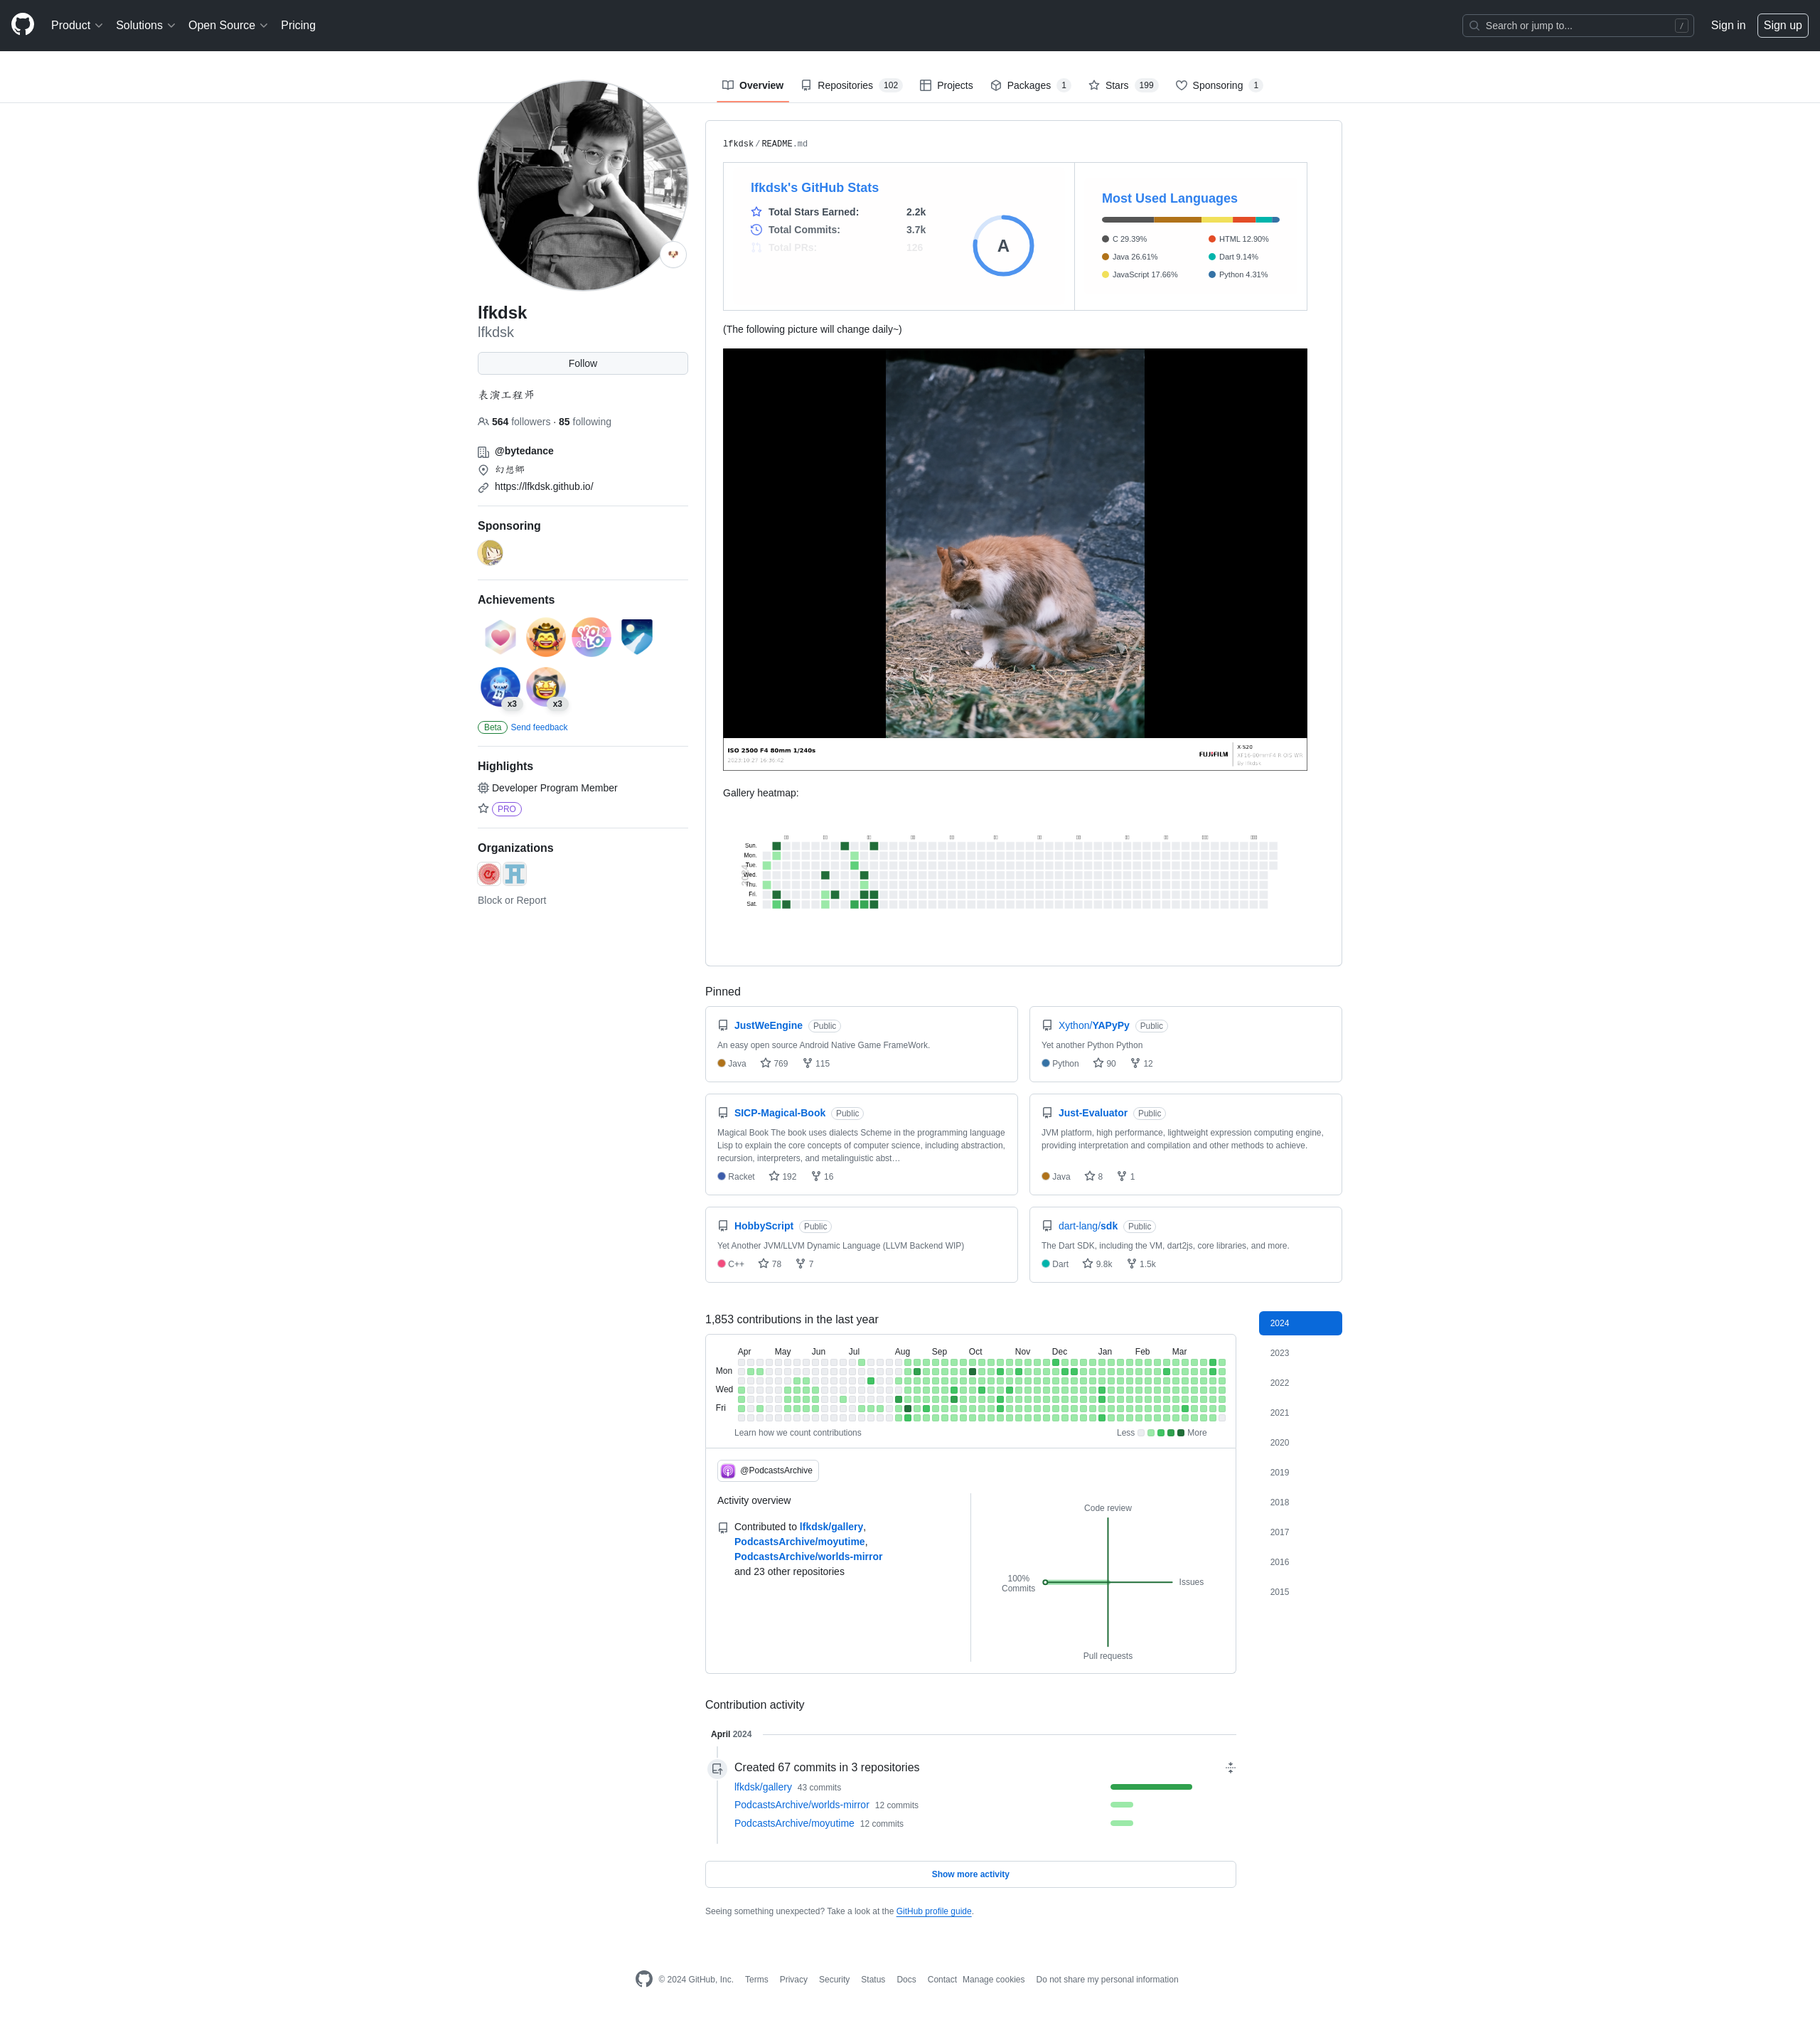 Product Solutions Open Source Pricing Search or jump to... / Sign in Sign up
Overview Repositories 102 Projects Packages 1 Stars 199 Sponsoring 1
lfkdsk
lfkdsk
Follow
表演工程师
564 followers · 85 following
@bytedance
幻想郷
https://lfkdsk.github.io/
Sponsoring
Achievements
YOLO
x3 x3
Beta Send feedback
Highlights
Developer Program Member
PRO
Organizations
Block or Report
lfkdsk / README.md
lfkdsk's GitHub Stats
Total Stars Earned: 2.2k
Total Commits: 3.7k
Total PRs: 126
A
Most Used Languages
C 29.39% HTML 12.90%
Java 26.61% Dart 9.14%
JavaScript 17.66% Python 4.31%
(The following picture will change daily~)
ISO 2500 F4 80mm 1/240s
2023 10 27 16 36 42
FUJIFILM
X-S20
Gallery heatmap:
Sun.
Mon.
Tue.
Wed.
Thu.
Fri.
Sat.
Pinned
JustWeEngine Public
An easy open source Android Native Game FrameWork.
Java 769 115
Xython/YAPyPy Public
Yet another Python Python
Python 90 12
SICP-Magical-Book Public
Magical Book The book uses dialects Scheme in the programming language
Lisp to explain the core concepts of computer science, including abstraction,
recursion, interpreters, and metalinguistic abst…
Racket 192 16
Just-Evaluator Public
JVM platform, high performance, lightweight expression computing engine,
providing interpretation and compilation and other methods to achieve.
Java 8 1
HobbyScript Public
Yet Another JVM/LLVM Dynamic Language (LLVM Backend WIP)
C++ 78 7
dart-lang/sdk Public
The Dart SDK, including the VM, dart2js, core libraries, and more.
Dart 9.8k 1.5k
1,853 contributions in the last year
Apr May Jun Jul Aug Sep Oct Nov Dec Jan Feb Mar
Mon
Wed
Fri
Learn how we count contributions Less More
2024
2023
2022
2021
2020
2019
2018
2017
2016
2015
@PodcastsArchive
Activity overview
Contributed to lfkdsk/gallery,
PodcastsArchive/moyutime,
PodcastsArchive/worlds-mirror
and 23 other repositories
Code review
100%
Commits
Issues
Pull requests
Contribution activity
April 2024
Created 67 commits in 3 repositories
lfkdsk/gallery 43 commits
PodcastsArchive/worlds-mirror 12 commits
PodcastsArchive/moyutime 12 commits
Show more activity
Seeing something unexpected? Take a look at the GitHub profile guide.
© 2024 GitHub, Inc. Terms Privacy Security Status Docs Contact Manage cookies Do not share my personal information